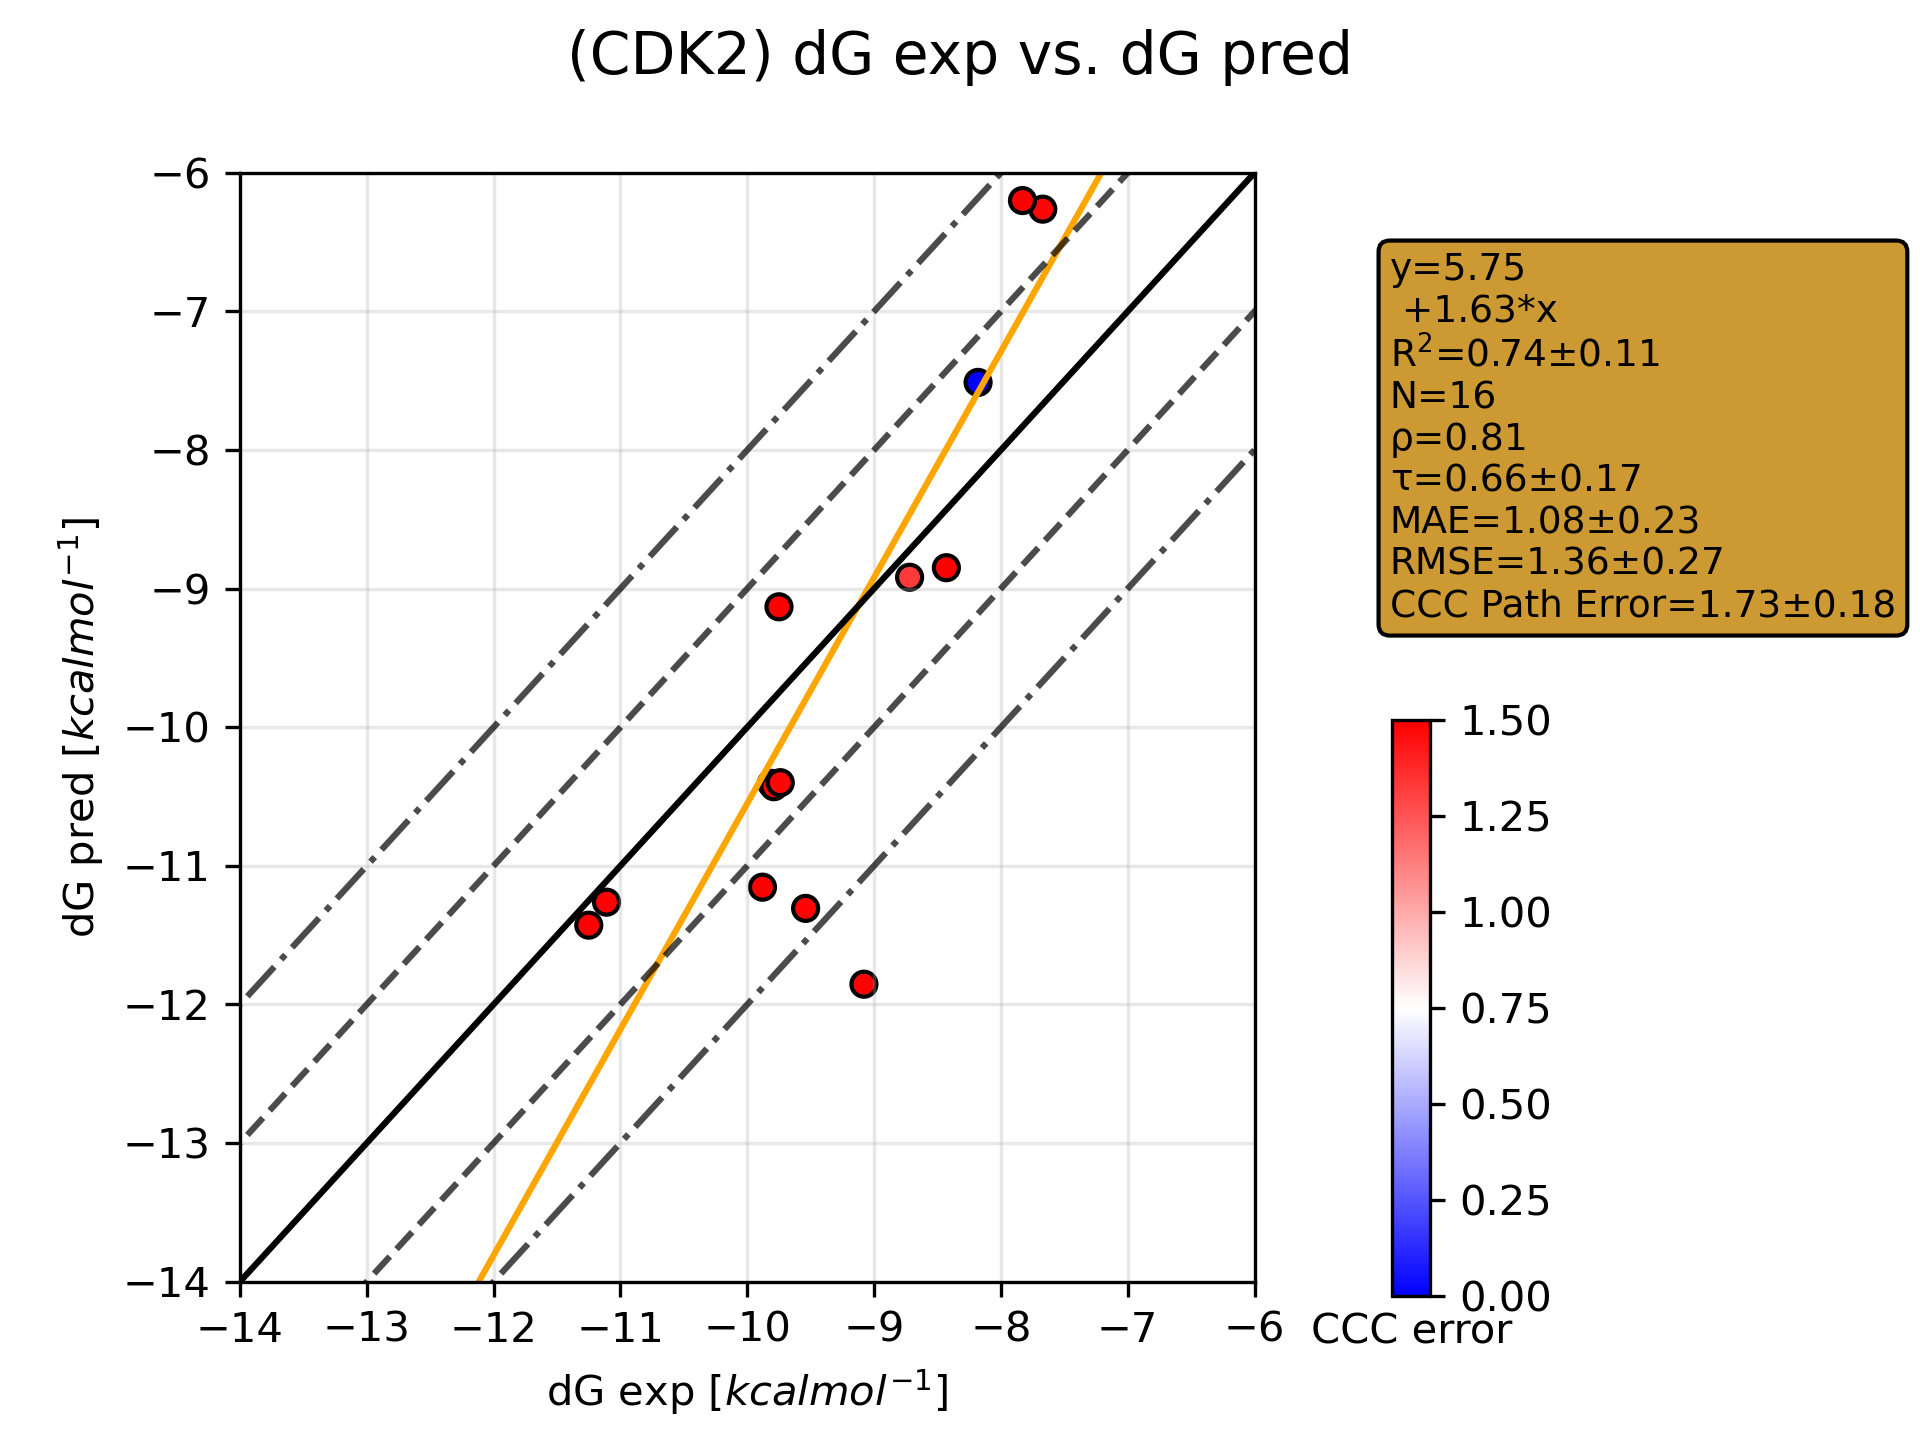 (CDK2) dG exp vs. dG pred
−6
−7
−8
−9
−10
−11
−12
−13
−14
dG pred [kcalmol⁻¹]
−14 −13 −12 −11 −10 −9 −8 −7 −6
dG exp [kcalmol⁻¹]
y=5.75
+1.63*x
R²=0.74±0.11
N=16
ρ=0.81
τ=0.66±0.17
MAE=1.08±0.23
RMSE=1.36±0.27
CCC Path Error=1.73±0.18
1.50
1.25
1.00
0.75
0.50
0.25
0.00
CCC error